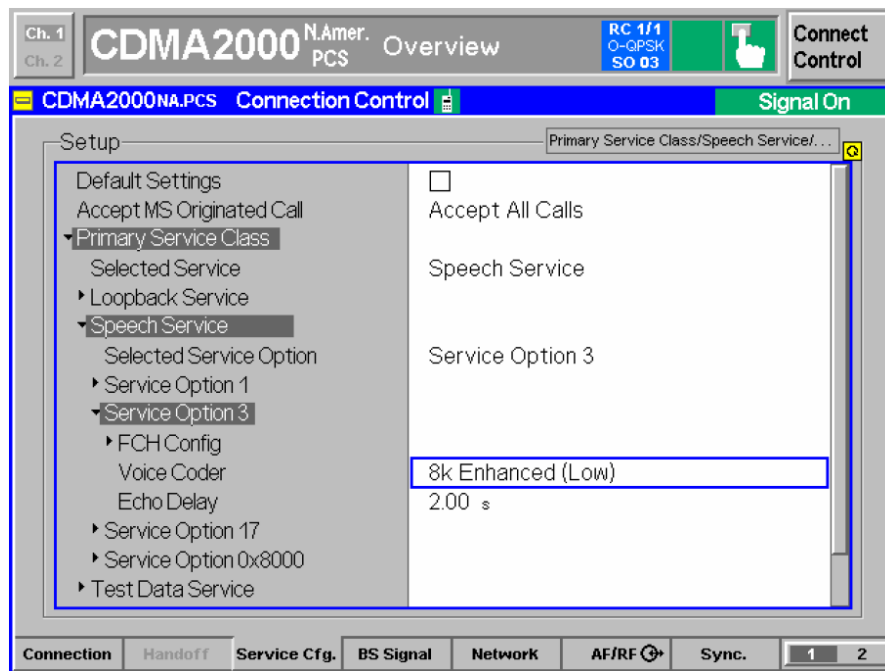 Ch. 1
Ch. 2
CDMA2000 N.Amer. PCS Overview
RC 1/1
O-QPSK
SO 03
Connect Control
CDMA2000 NA.PCS Connection Control
Signal On
Setup
Primary Service Class/Speech Service/...
Default Settings
Accept MS Originated Call Accept All Calls
Primary Service Class
Selected Service Speech Service
Loopback Service
Speech Service
Selected Service Option Service Option 3
Service Option 1
Service Option 3
FCH Config
Voice Coder 8k Enhanced (Low)
Echo Delay 2.00 s
Service Option 17
Service Option 0x8000
Test Data Service
Connection Handoff Service Cfg. BS Signal Network AF/RF Sync. 1 2